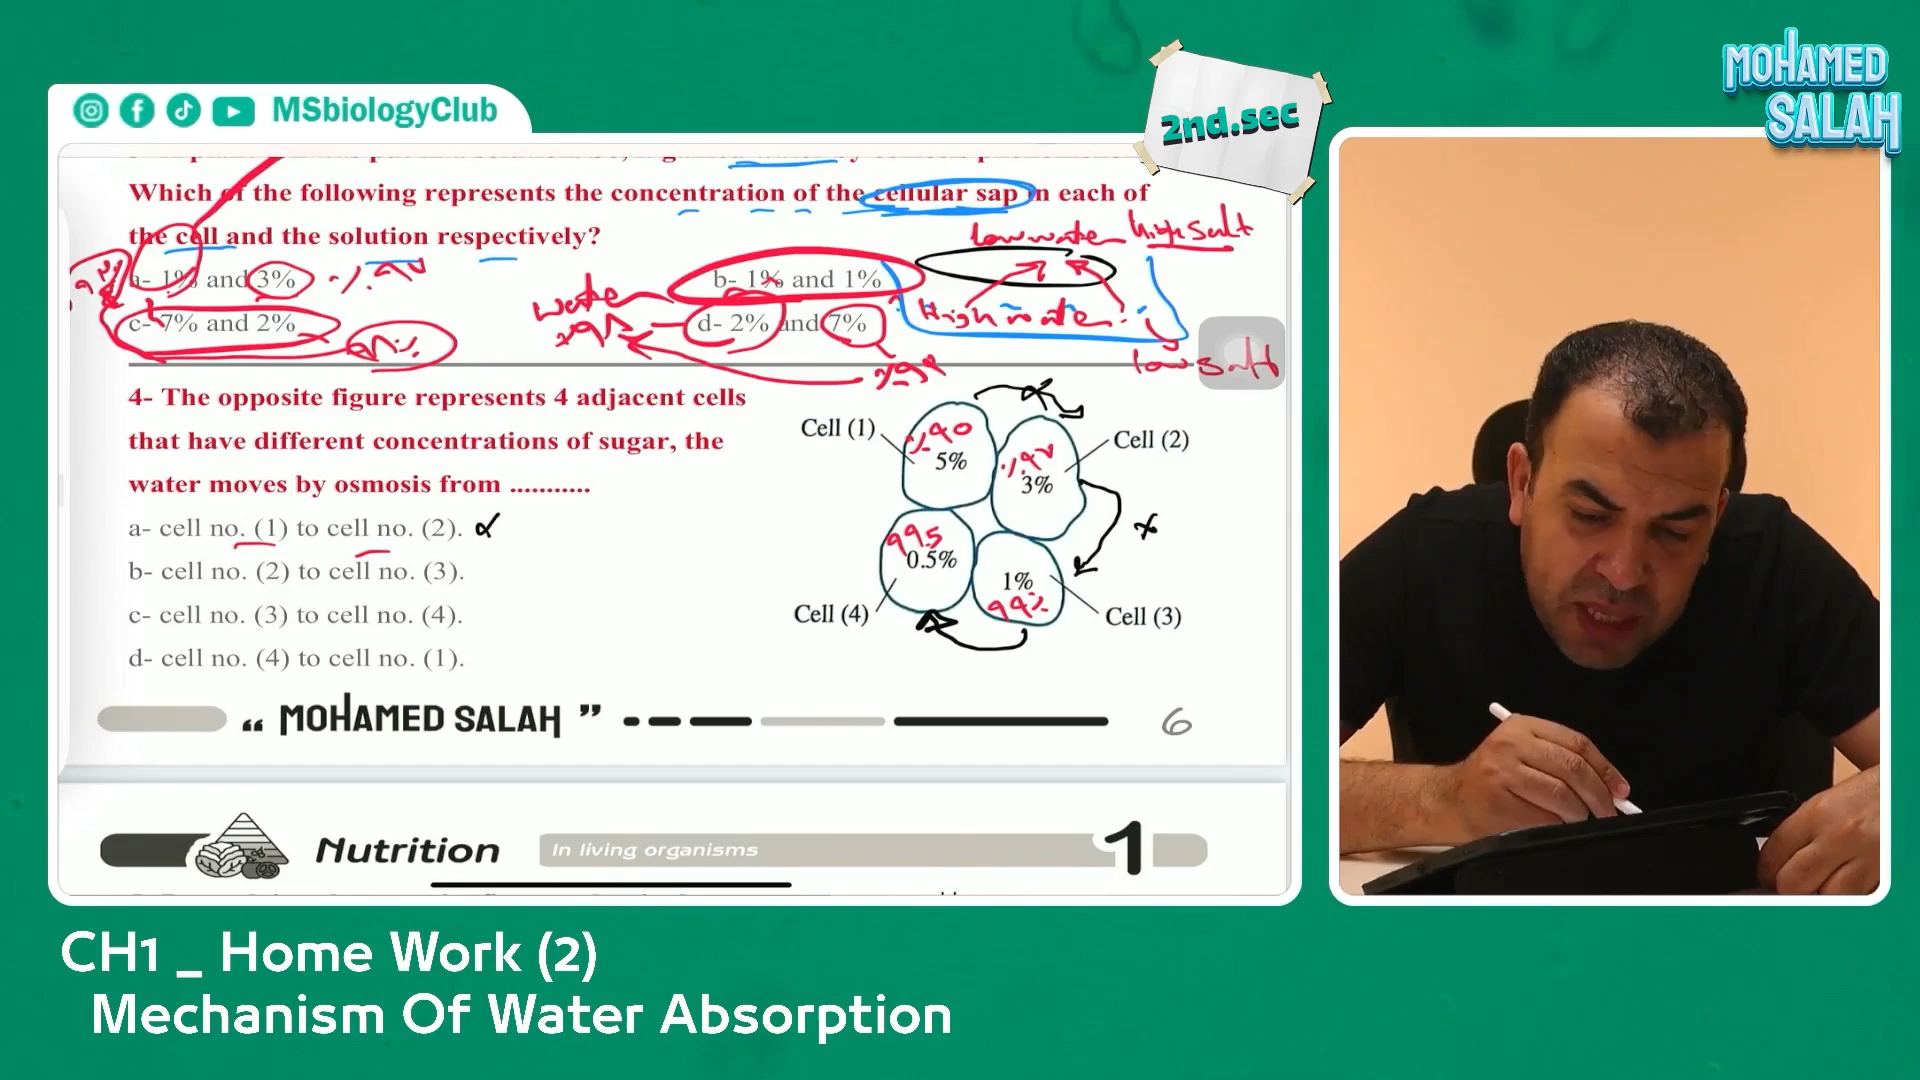 MOHAMED
SALAH
2nd.sec
MSbiologyClub
Which of the following represents the concentration of the cellular sap in each of
the cell and the solution respectively?
low water high salt
a- 1% and 3% ٪٩٧
b- 1% and 1%
water
High water
c- 7% and 2%
٩٨٪
d- 2% and 7%
low salt
4- The opposite figure represents 4 adjacent cells
that have different concentrations of sugar, the
water moves by osmosis from ...........
a- cell no. (1) to cell no. (2).
b- cell no. (2) to cell no. (3).
c- cell no. (3) to cell no. (4).
d- cell no. (4) to cell no. (1).
Cell (1)
5%
Cell (2)
٪٩٧
3%
99.5
0.5%
Cell (4)
1%
99%
Cell (3)
“ MOHAMED SALAH ”
6
Nutrition
In living organisms
1
CH1 _ Home Work (2)
Mechanism Of Water Absorption